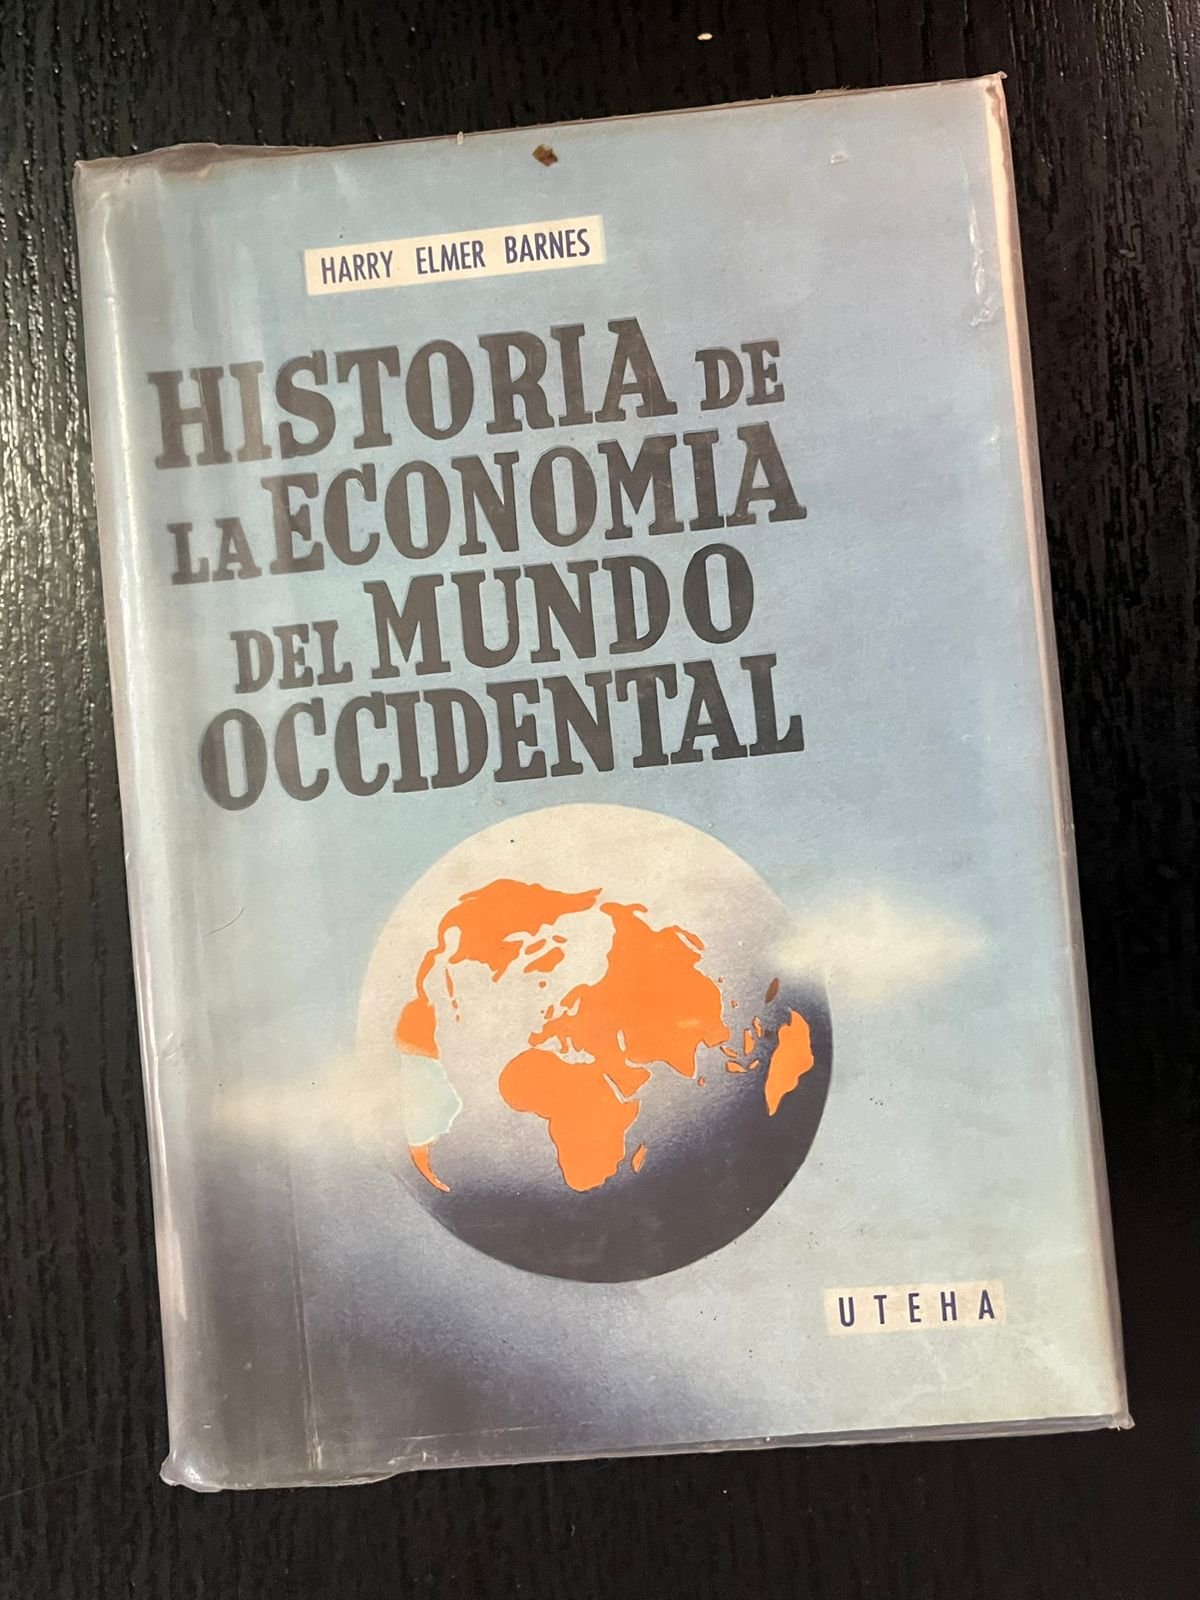 HARRY ELMER BARNES
HISTORIA DE
LA ECONOMIA
DEL MUNDO
OCCIDENTAL
UTEHA